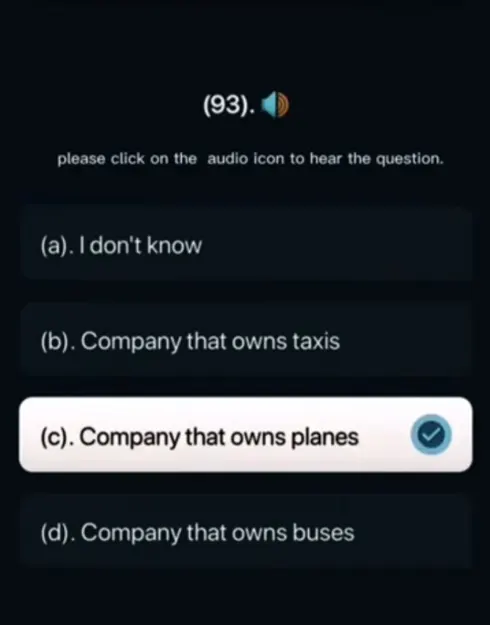 (93).
please click on the audio icon to hear the question.
(a). I don't know
(b). Company that owns taxis
(c). Company that owns planes
(d). Company that owns buses